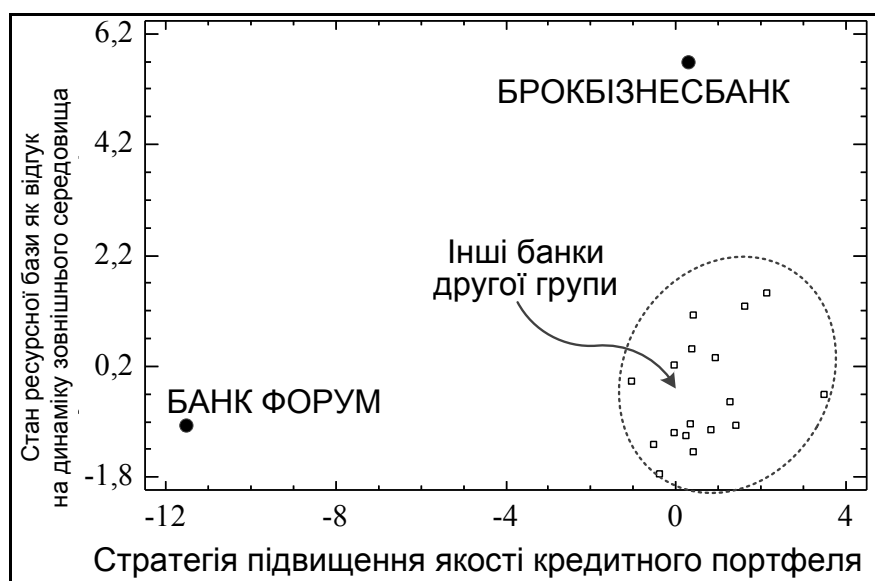 Стан ресурсної бази як відгук
на динаміку зовнішнього середовища
6,2
4,2
2,2
0,2
-1,8
БРОКБІЗНЕСБАНК
Інші банки
другої групи
БАНК ФОРУМ
-12
-8
-4
0
4
Стратегія підвищення якості кредитного портфеля